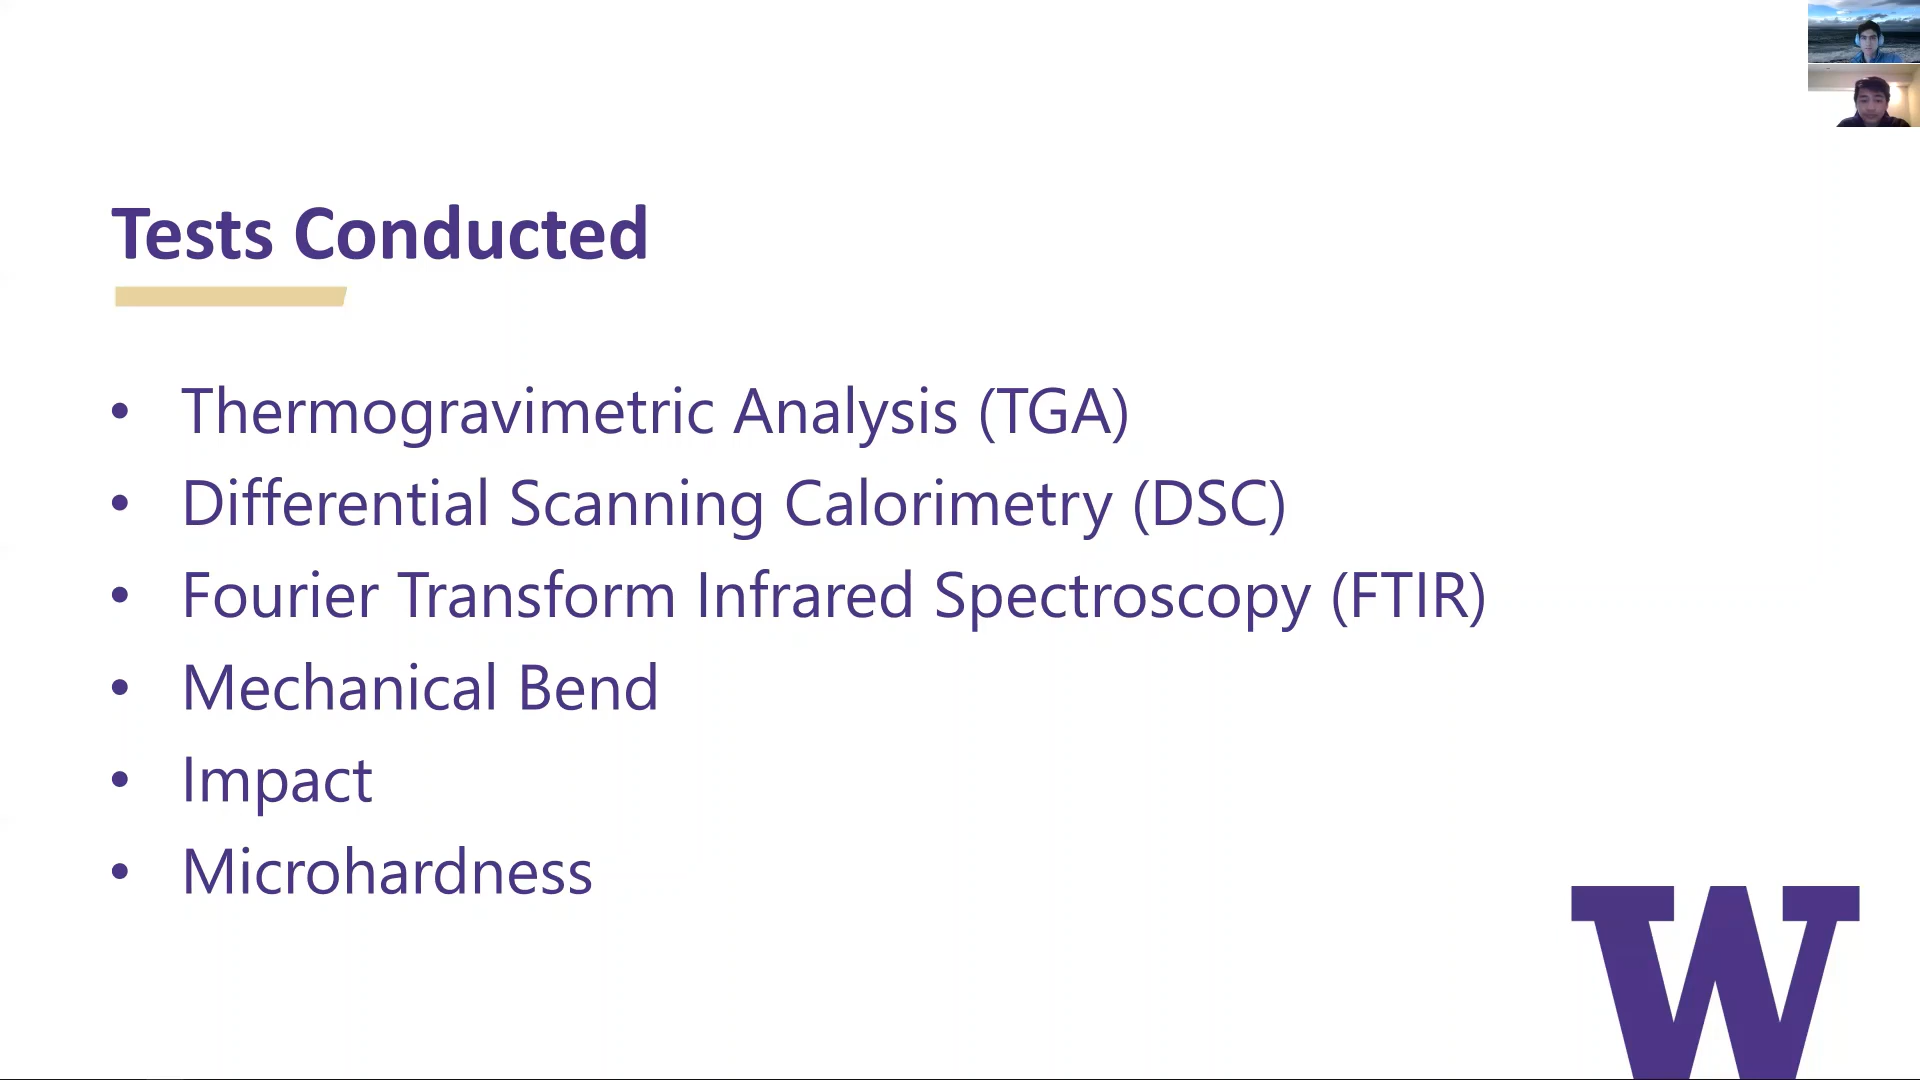 Tests Conducted
• Thermogravimetric Analysis (TGA)
• Differential Scanning Calorimetry (DSC)
• Fourier Transform Infrared Spectroscopy (FTIR)
• Mechanical Bend
• Impact
• Microhardness
W